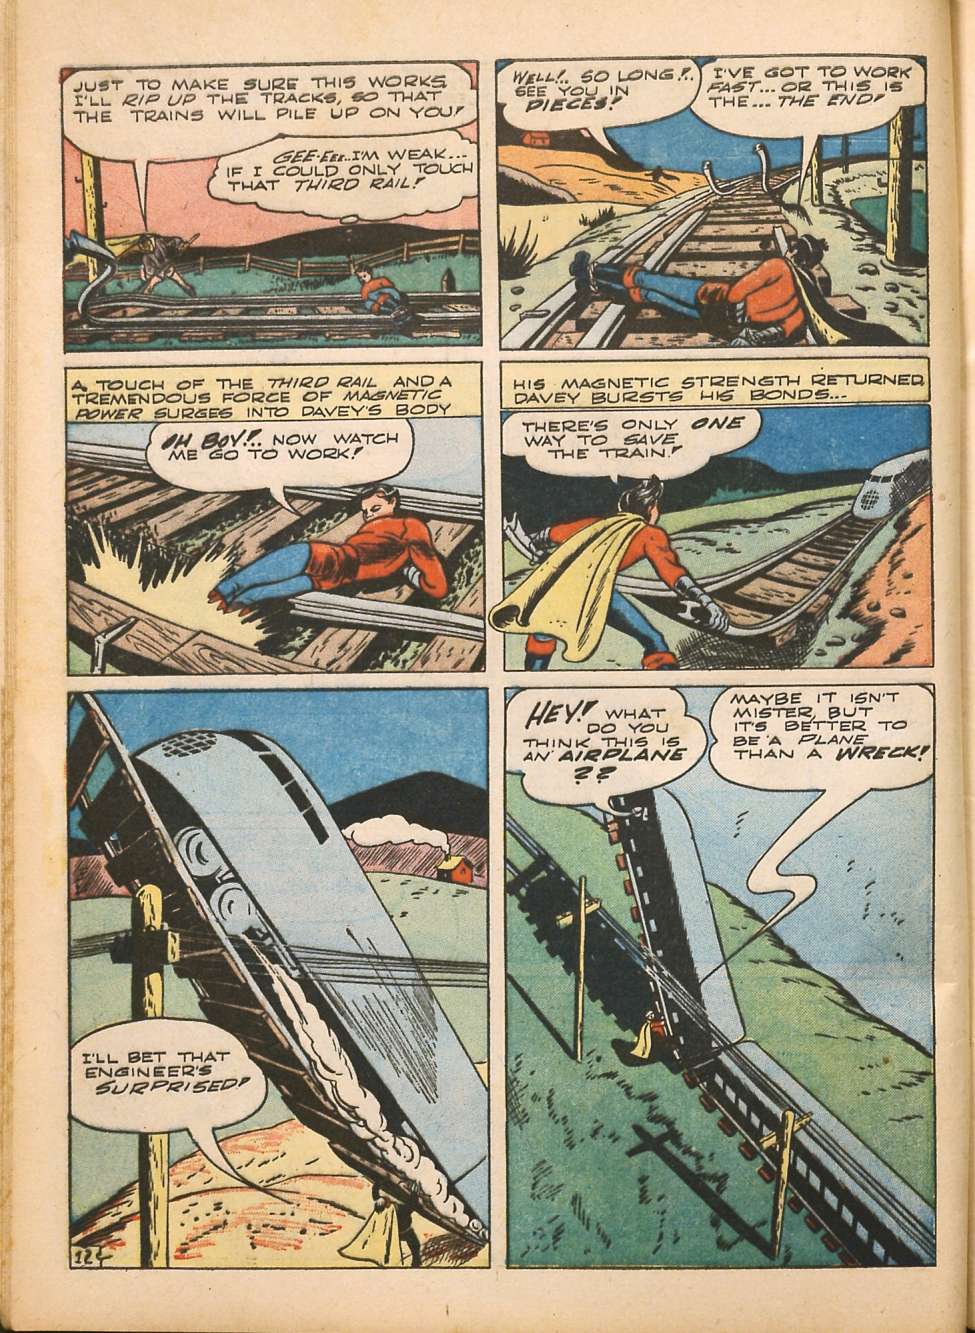 JUST TO MAKE SURE THIS WORKS
I'LL RIP UP THE TRACKS, SO THAT
THE TRAINS WILL PILE UP ON YOU!
GEE-EEE..I'M WEAK...
IF I COULD ONLY TOUCH
THAT THIRD RAIL!
WELL!.. SO LONG!..
SEE YOU IN
DIECES!
I'VE GOT TO WORK
FAST... OR THIS IS
THE... THE END!
A TOUCH OF THE THIRD RAIL AND A
TREMENDOUS FORCE OF MAGNETIC
POWER SURGES INTO DAVEY'S BODY
OH BOY!.. NOW WATCH
ME GO TO WORK!
HIS MAGNETIC STRENGTH RETURNED,
DAVEY BURSTS HIS BONDS...
THERE'S ONLY ONE
WAY TO SAVE
THE TRAIN!
I'LL BET THAT
ENGINEER'S
SURPRISED!
12
HEY! WHAT
DO YOU
THINK THIS IS
AN AIRPLANE
??
MAYBE IT ISN'T
MISTER, BUT
IT'S BETTER TO
BE A PLANE
THAN A WRECK!